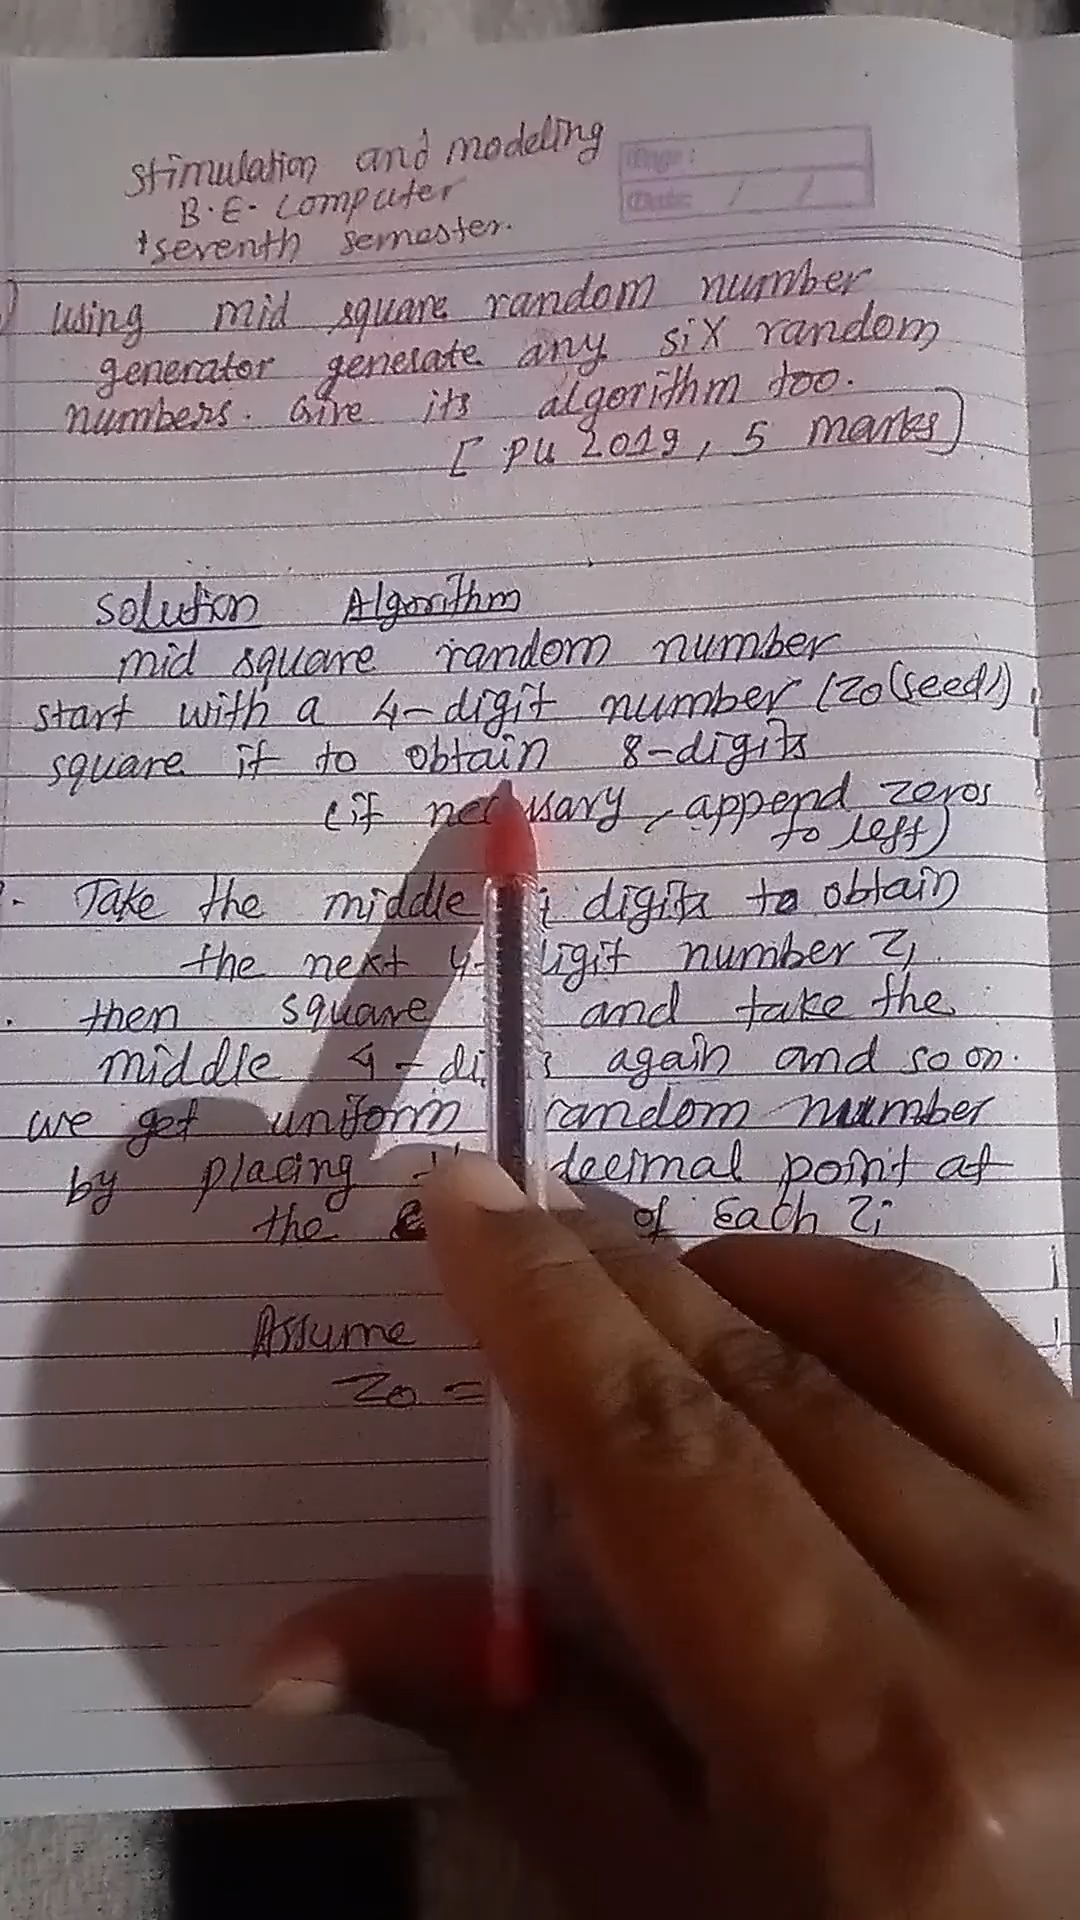 Stimulation and modeling
B.E. Computer
seventh semester.
Page:
Date: / /
Using mid square random number
generator generate any six random
numbers. Give its algorithm too.
[PU 2019, 5 marks]
Solution Algorithm
mid square random number
start with a 4-digit number (Z0(seed))
square it to obtain 8-digits
(if necessary, append zeros
to left)
Take the middle digits to obtain
the next 4-digit number Z1
then square and take the
middle 4-digits again and so on.
we get uniform random number
by placing the decimal point at
the of Each Zi
Assume
Z0 =